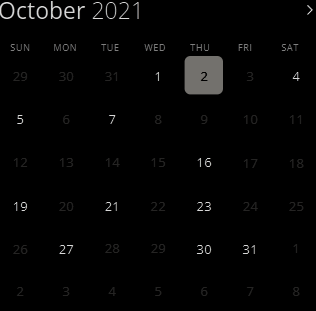 October 2021
SUN MON TUE WED THU FRI SAT
29 30 31 1 2 3 4
5 6 7 8 9 10 11
12 13 14 15 16 17 18
19 20 21 22 23 24 25
26 27 28 29 30 31 1
2 3 4 5 6 7 8